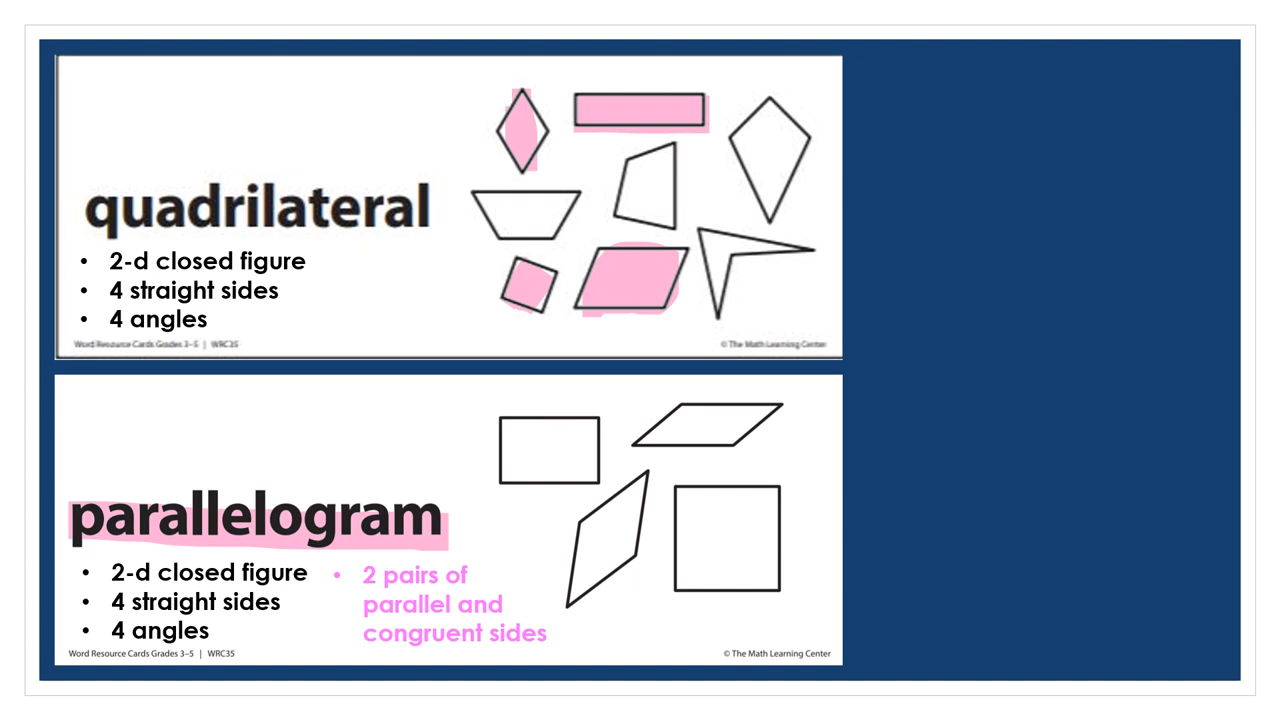 quadrilateral
• 2-d closed figure
• 4 straight sides
• 4 angles
Word Resource Cards Grades 3–5 | WRC35
© The Math Learning Center
parallelogram
• 2-d closed figure
• 4 straight sides
• 4 angles
• 2 pairs of
parallel and
congruent sides
Word Resource Cards Grades 3–5 | WRC35
© The Math Learning Center